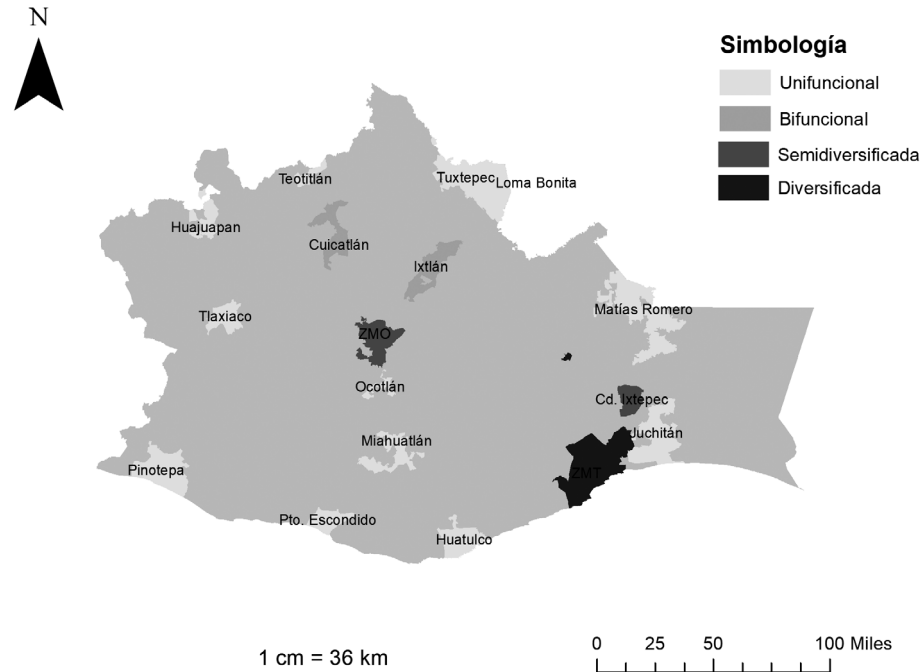 N
Simbología
Unifuncional
Bifuncional
Semidiversificada
Diversificada
Teotitlán
Tuxtepec
Loma Bonita
Huajuapan
Cuicatlán
Ixtlán
Tlaxiaco
ZMO
Matías Romero
Ocotlán
Cd. Ixtepec
Miahuatlán
Juchitán
Pinotepa
ZMT
Pto. Escondido
Huatulco
1 cm = 36 km
0 25 50 100 Miles